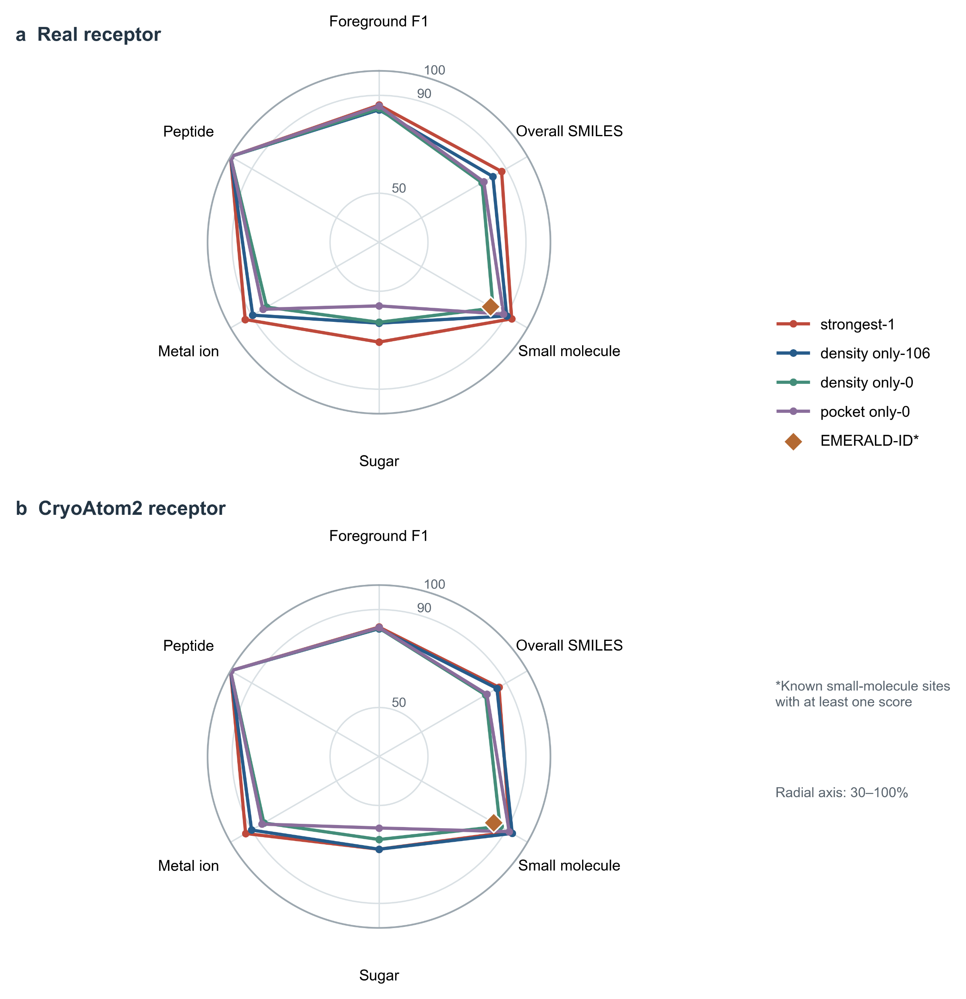 a Real receptor
Foreground F1
100
90
50
Overall SMILES
Peptide
Metal ion
Small molecule
Sugar
strongest-1
density only-106
density only-0
pocket only-0
EMERALD-ID*
b CryoAtom2 receptor
Foreground F1
100
90
50
Overall SMILES
Peptide
Metal ion
Small molecule
Sugar
*Known small-molecule sites
with at least one score
Radial axis: 30–100%